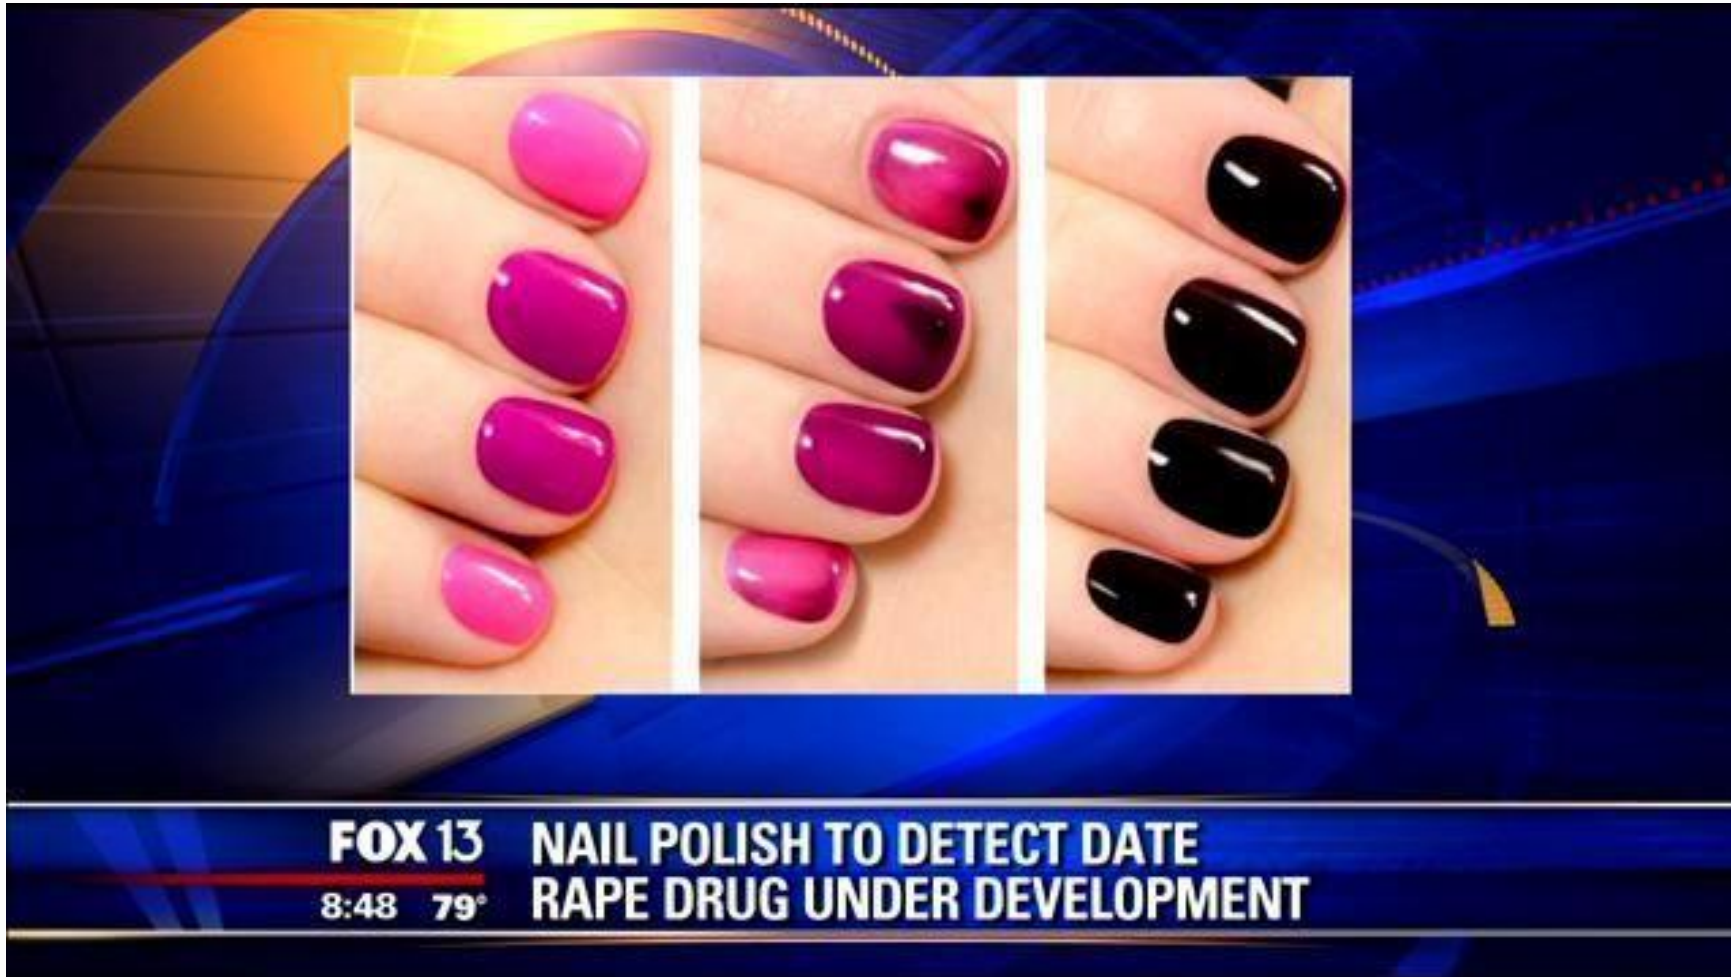 FOX 13
8:48 79°
NAIL POLISH TO DETECT DATE
RAPE DRUG UNDER DEVELOPMENT